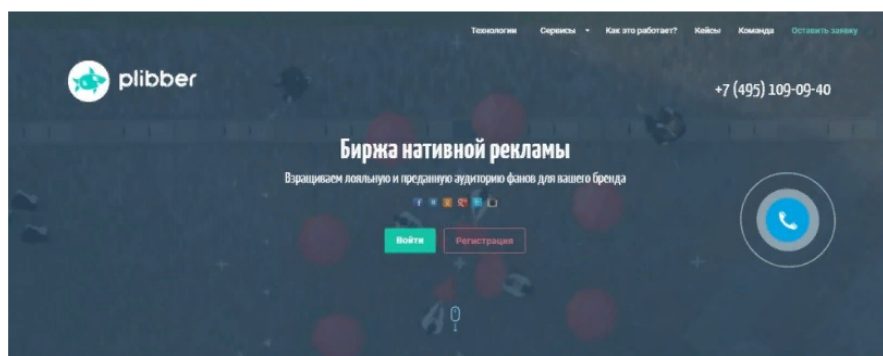 Технологии Сервисы Как это работает? Кейсы Команда Оставить заявку
plibber
+7 (495) 109-09-40
Биржа нативной рекламы
Взращиваем лояльную и преданную аудиторию фанов для вашего бренда
Войти Регистрация